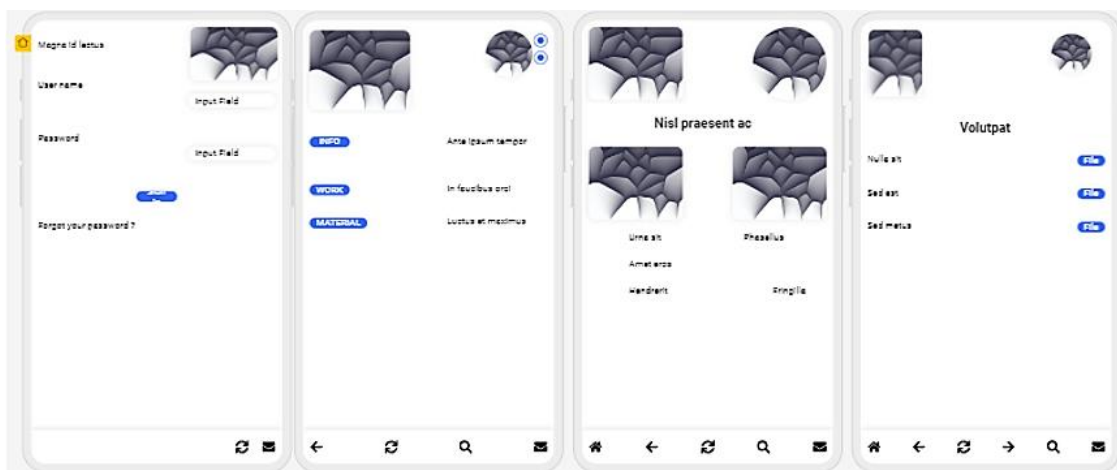 Magna id lectus
User name
Input Field
Password
Input Field
Forgot your password ?
INFO
Ante ipsum tempor
WORK
In faucibus orci
MATERIAL
Luctus et maximus
Nisl praesent ac
Urna sit
Phasellus
Amet eros
Hendrerit
Fringilla
Volutpat
Nulla sit
File
Sed est
File
Sed metus
File